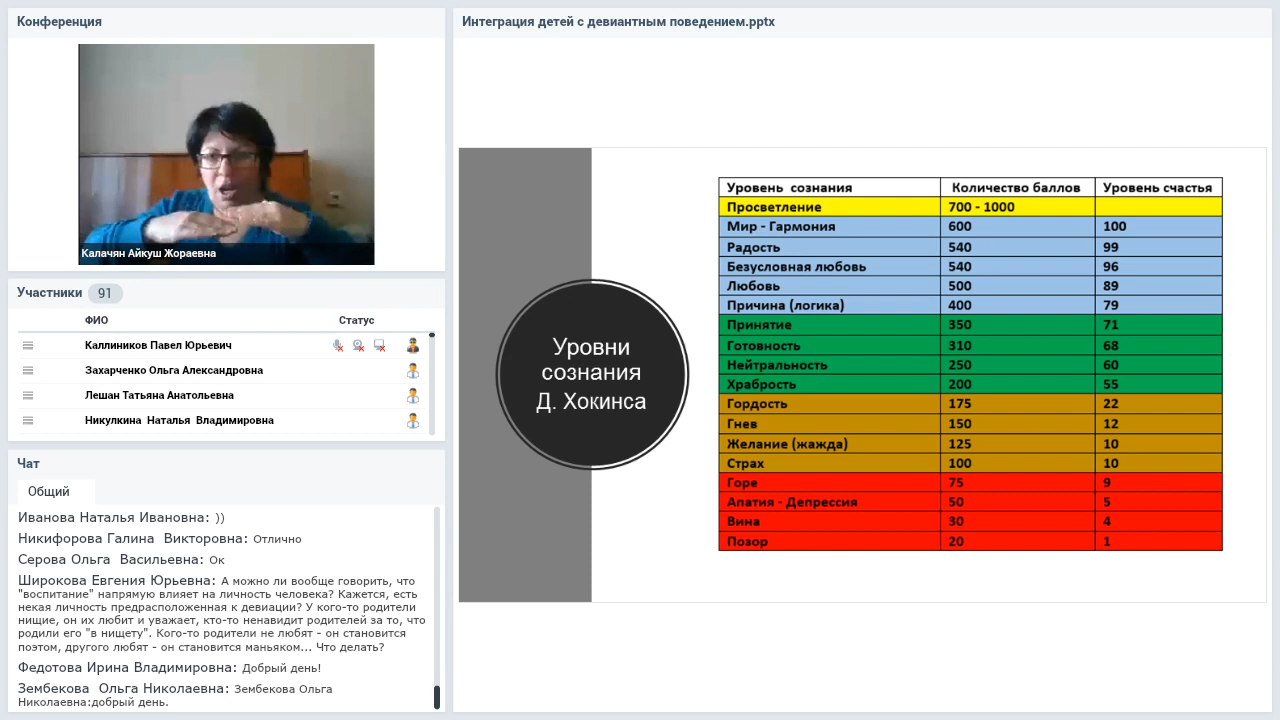 Конференция
Калачян Айкуш Жораевна
Участники 91
ФИО Статус
Каллиников Павел Юрьевич
Захарченко Ольга Александровна
Лешан Татьяна Анатольевна
Никулкина Наталья Владимировна
Чат
Общий
Иванова Наталья Ивановна: ))
Никифорова Галина Викторовна: Отлично
Серова Ольга Васильевна: Ок
Широкова Евгения Юрьевна: А можно ли вообще говорить, что
"воспитание" напрямую влияет на личность человека? Кажется, есть
некая личность предрасположенная к девиации? У кого-то родители
нищие, он их любит и уважает, кто-то ненавидит родителей за то, что
родили его "в нищету". Кого-то родители не любят - он становится
поэтом, другого любят - он становится маньяком... Что делать?
Федотова Ирина Владимировна: Добрый день!
Зембекова Ольга Николаевна: Зембекова Ольга
Николаевна:добрый день.
Интеграция детей с девиантным поведением.pptx
Уровни
сознания
Д. Хокинса
Уровень сознания Количество баллов Уровень счастья
Просветление 700 - 1000
Мир - Гармония 600 100
Радость 540 99
Безусловная любовь 540 96
Любовь 500 89
Причина (логика) 400 79
Принятие 350 71
Готовность 310 68
Нейтральность 250 60
Храбрость 200 55
Гордость 175 22
Гнев 150 12
Желание (жажда) 125 10
Страх 100 10
Горе 75 9
Апатия - Депрессия 50 5
Вина 30 4
Позор 20 1